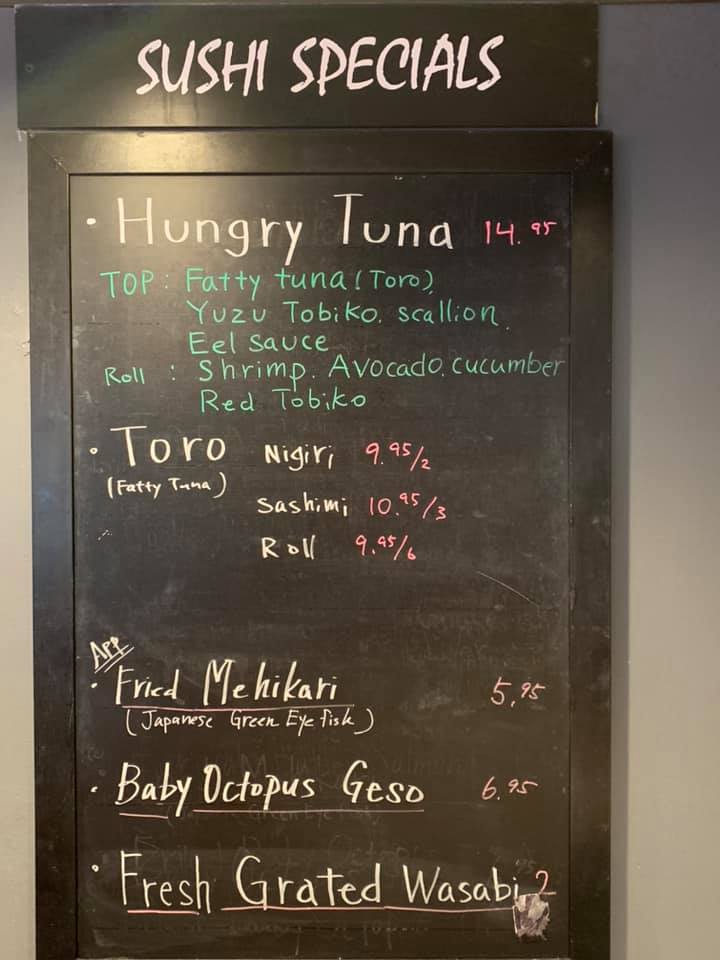 SUSHI SPECIALS
• Hungry Tuna 14.95
TOP : Fatty tuna (Toro),
Yuzu Tobiko. scallion.
Eel sauce
Roll : Shrimp. Avocado. cucumber
Red Tobiko
• Toro Nigiri 9.95/2
(Fatty Tuna)
Sashimi 10.95/3
Roll 9.95/6
APP
• Fried Mehikari 5.95
(Japanese Green Eye fish)
• Baby Octopus Geso 6.95
• Fresh Grated Wasabi 2